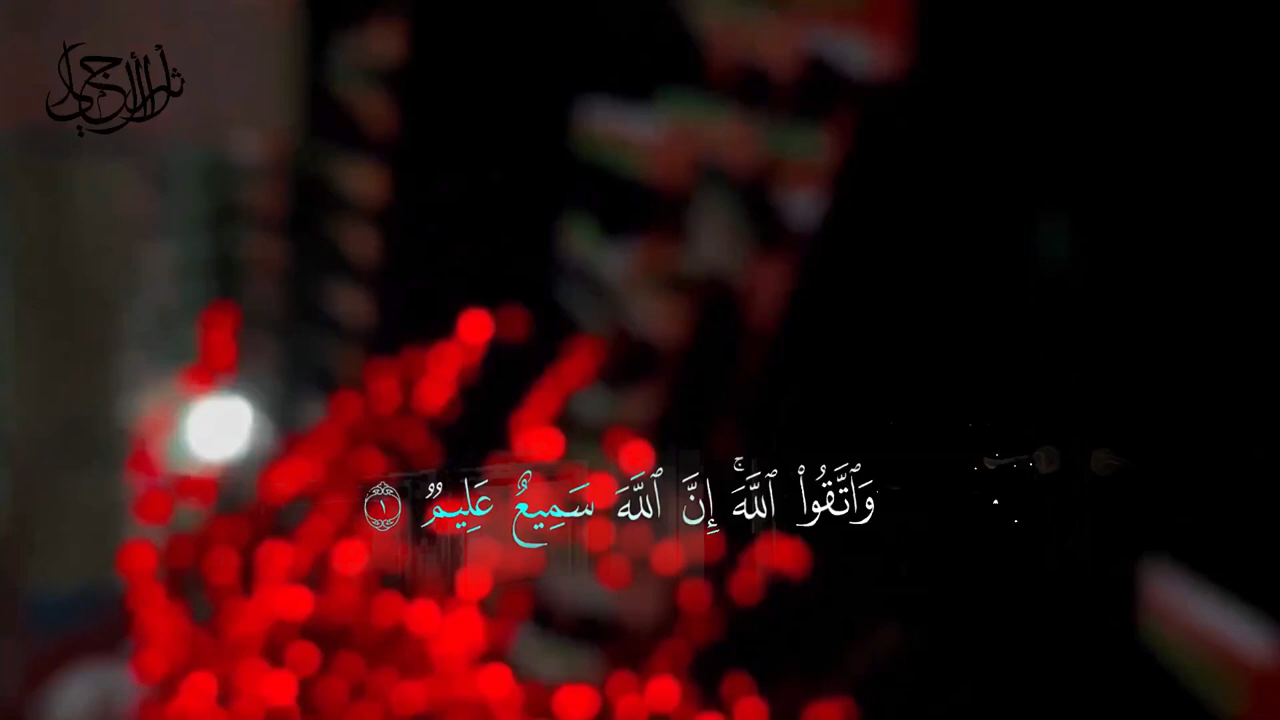 وَٱتَّقُوا۟ ٱللَّهَ ۚ إِنَّ ٱللَّهَ سَمِيعٌ عَلِيمٌۭ ١